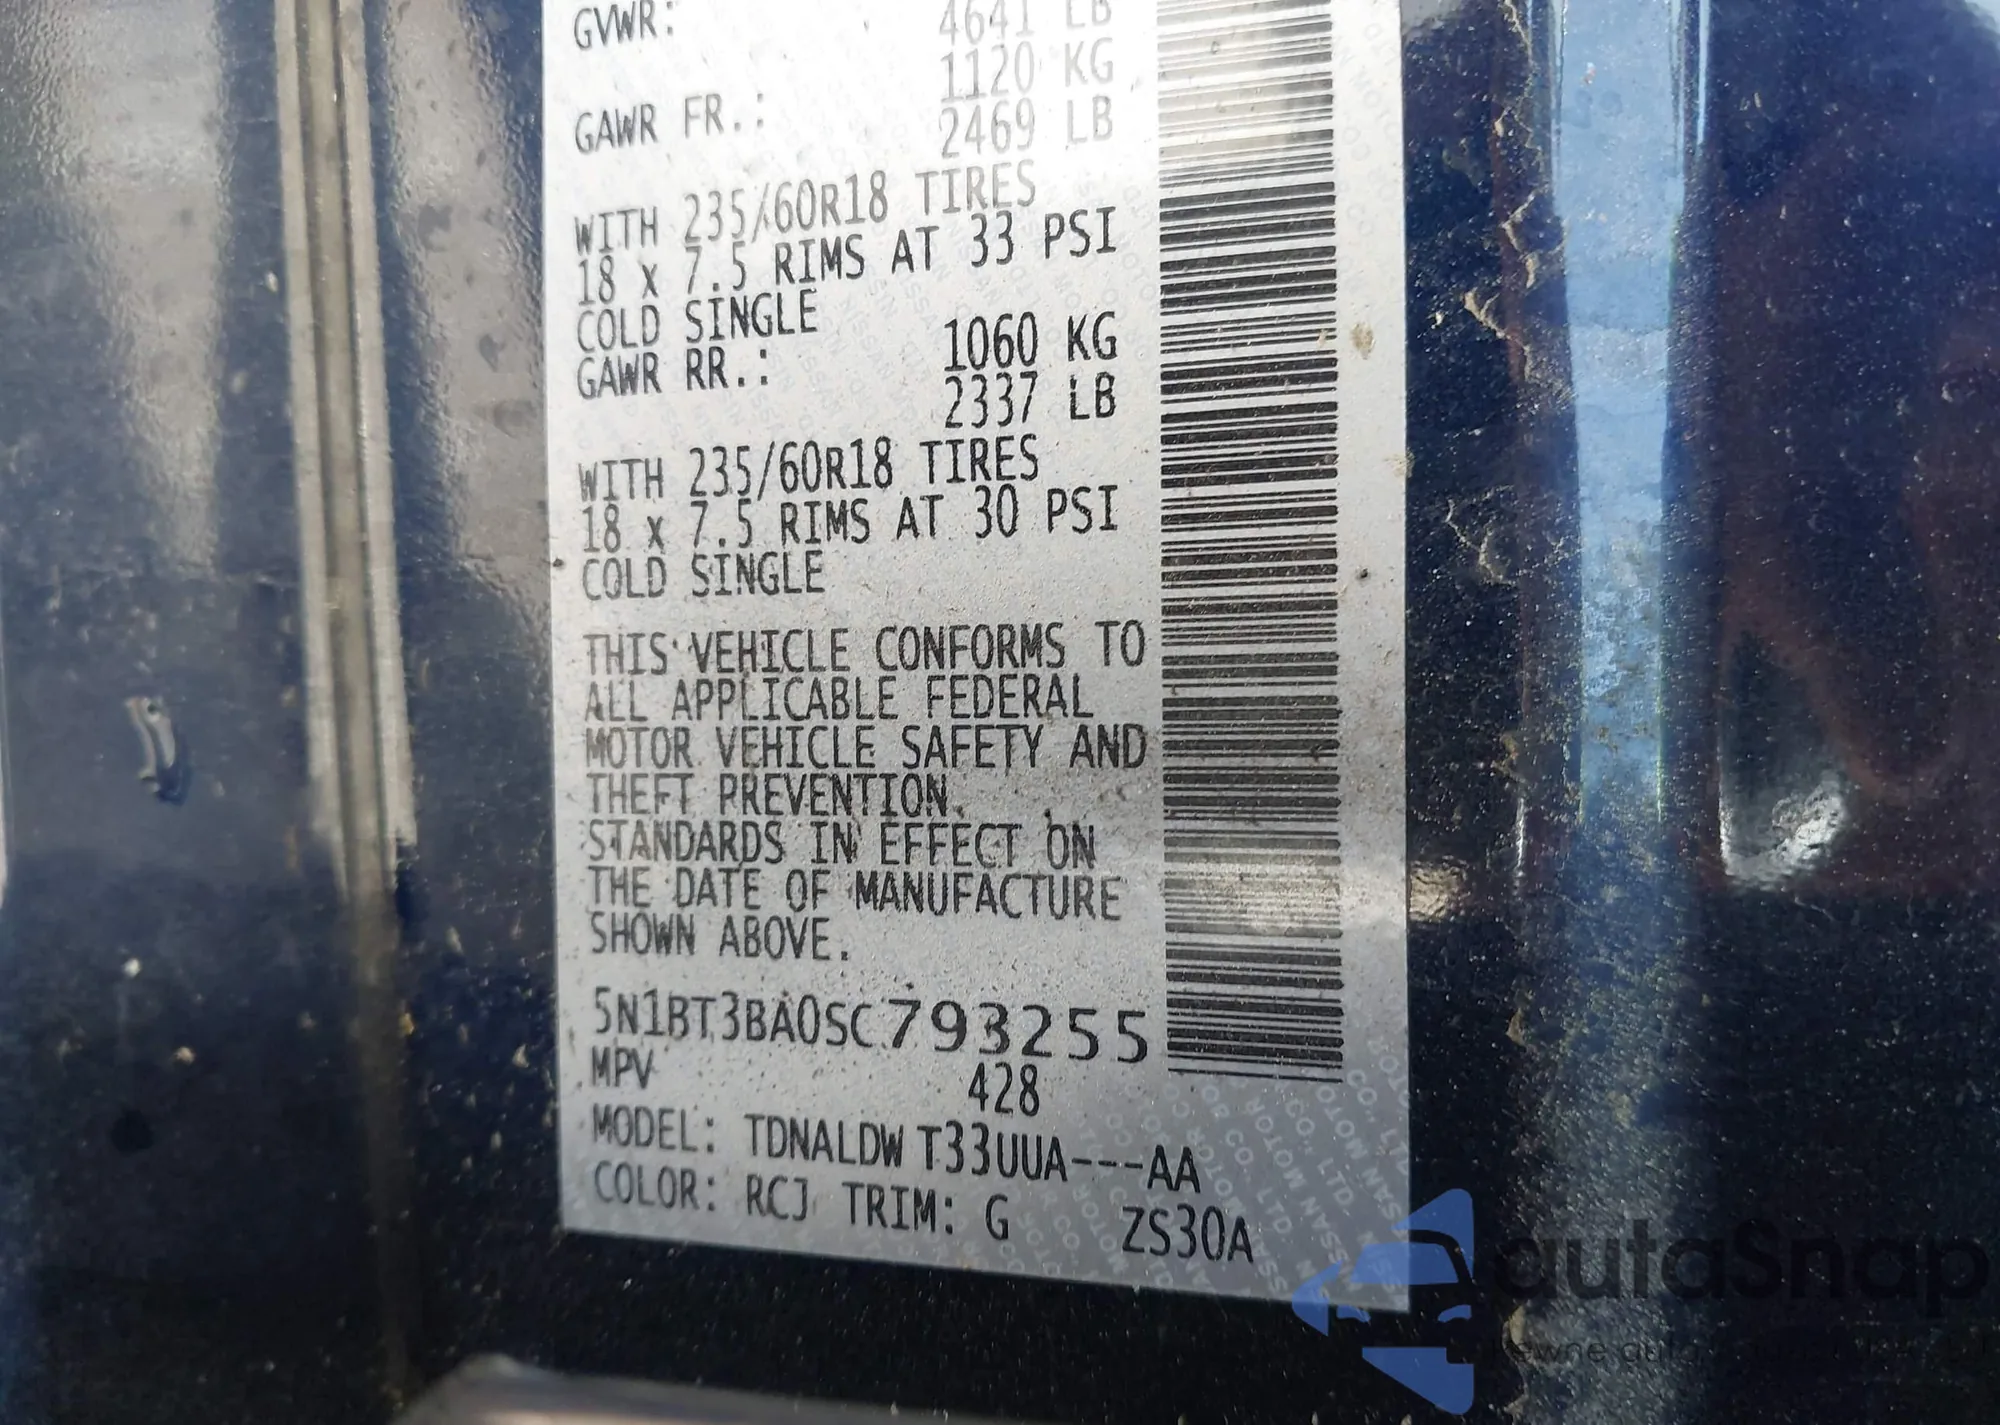 GVWR: 4641 LB
1120 KG
GAWR FR.: 2469 LB
WITH 235/60R18 TIRES
18 x 7.5 RIMS AT 33 PSI
COLD SINGLE
1060 KG
GAWR RR.: 2337 LB
WITH 235/60R18 TIRES
18 x 7.5 RIMS AT 30 PSI
COLD SINGLE
THIS VEHICLE CONFORMS TO
ALL APPLICABLE FEDERAL
MOTOR VEHICLE SAFETY AND
THEFT PREVENTION
STANDARDS IN EFFECT ON
THE DATE OF MANUFACTURE
SHOWN ABOVE.
5N1BT3BA0SC793255
MPV 428
MODEL: TDNALDW T33UUA---AA
COLOR: RCJ TRIM: G ZS30A
autaSnap